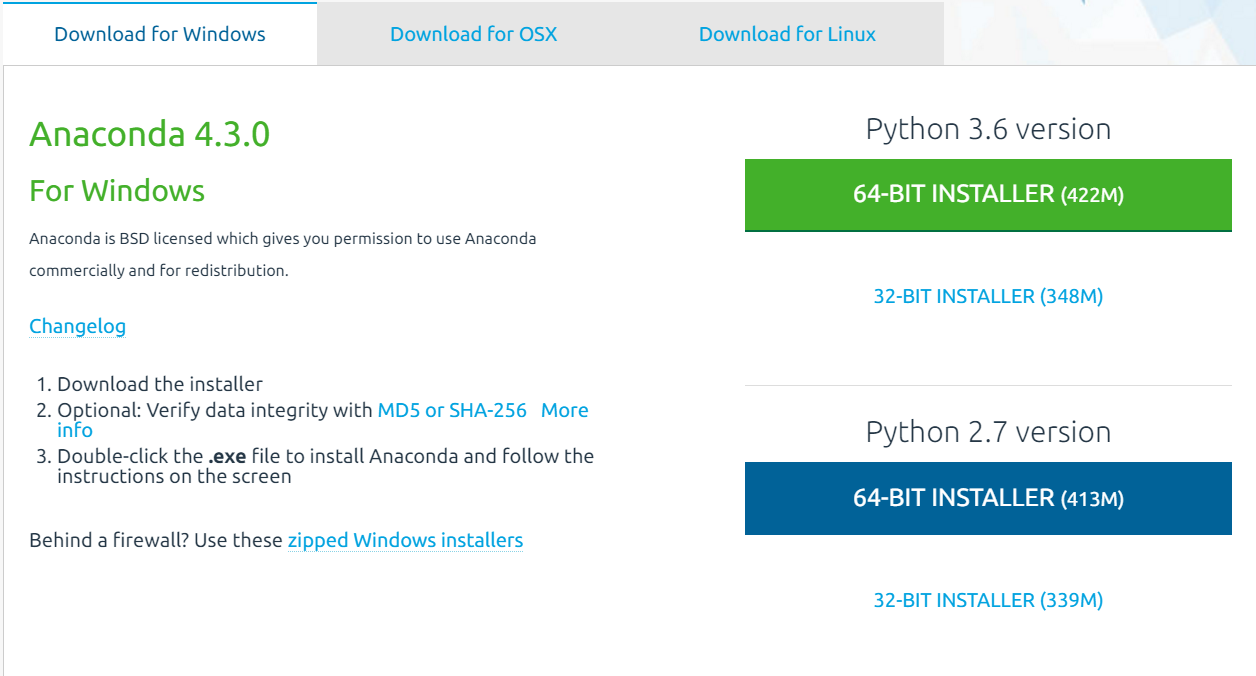 Download for Windows
Download for OSX
Download for Linux
Anaconda 4.3.0
For Windows
Anaconda is BSD licensed which gives you permission to use Anaconda
commercially and for redistribution.
Changelog
1. Download the installer
2. Optional: Verify data integrity with MD5 or SHA-256 More
info
3. Double-click the .exe file to install Anaconda and follow the
instructions on the screen
Behind a firewall? Use these zipped Windows installers
Python 3.6 version
64-BIT INSTALLER (422M)
32-BIT INSTALLER (348M)
Python 2.7 version
64-BIT INSTALLER (413M)
32-BIT INSTALLER (339M)